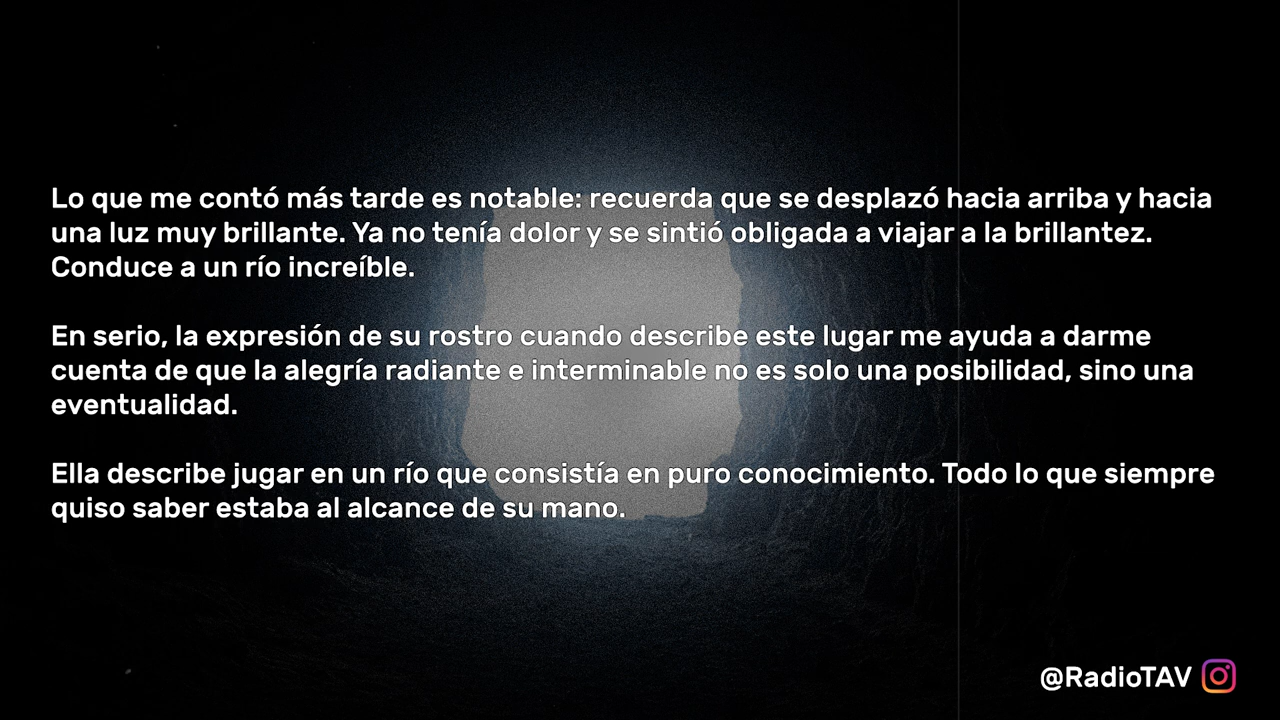 Lo que me contó más tarde es notable: recuerda que se desplazó hacia arriba y hacia
una luz muy brillante. Ya no tenía dolor y se sintió obligada a viajar a la brillantez.
Conduce a un río increíble.
En serio, la expresión de su rostro cuando describe este lugar me ayuda a darme
cuenta de que la alegría radiante e interminable no es solo una posibilidad, sino una
eventualidad.
Ella describe jugar en un río que consistía en puro conocimiento. Todo lo que siempre
quiso saber estaba al alcance de su mano.
@RadioTAV